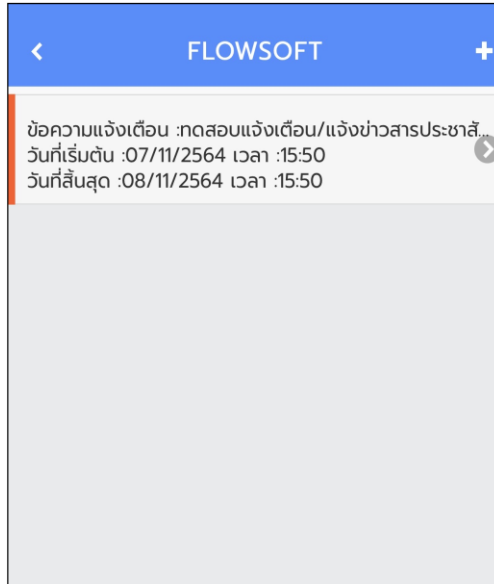 FLOWSOFT
ข้อความแจ้งเตือน :ทดสอบแจ้งเตือน/แจ้งข่าวสารประชาสั...
วันที่เริ่มต้น :07/11/2564 เวลา :15:50
วันที่สิ้นสุด :08/11/2564 เวลา :15:50